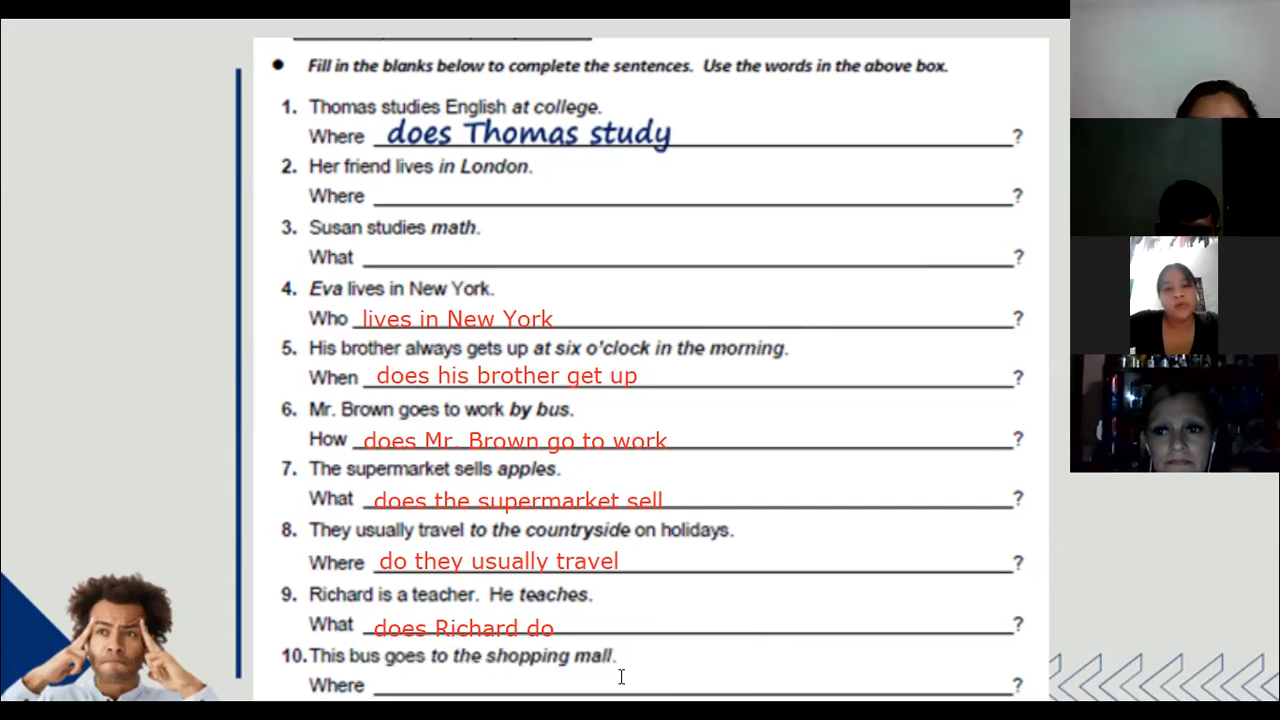 ● Fill in the blanks below to complete the sentences. Use the words in the above box.
1. Thomas studies English at college.
Where does Thomas study ?
2. Her friend lives in London.
Where ?
3. Susan studies math.
What ?
4. Eva lives in New York.
Who lives in New York ?
5. His brother always gets up at six o'clock in the morning.
When does his brother get up ?
6. Mr. Brown goes to work by bus.
How does Mr. Brown go to work ?
7. The supermarket sells apples.
What does the supermarket sell ?
8. They usually travel to the countryside on holidays.
Where do they usually travel ?
9. Richard is a teacher. He teaches.
What does Richard do ?
10. This bus goes to the shopping mall.
Where ?